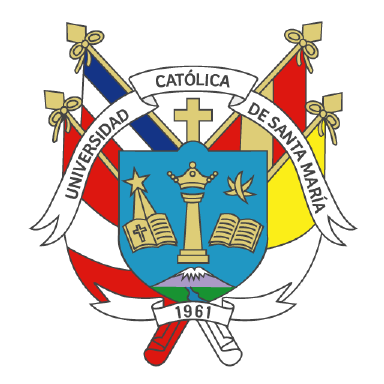 UNIVERSIDAD
CATÓLICA
DE SANTA MARÍA
1961